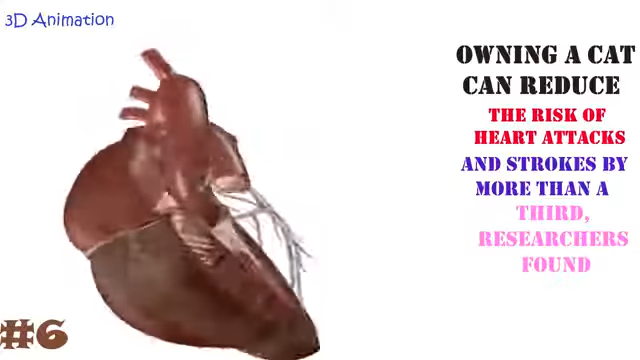 3D Animation
OWNING A CAT
CAN REDUCE
THE RISK OF
HEART ATTACKS
AND STROKES BY
MORE THAN A
THIRD,
RESEARCHERS
FOUND
#6